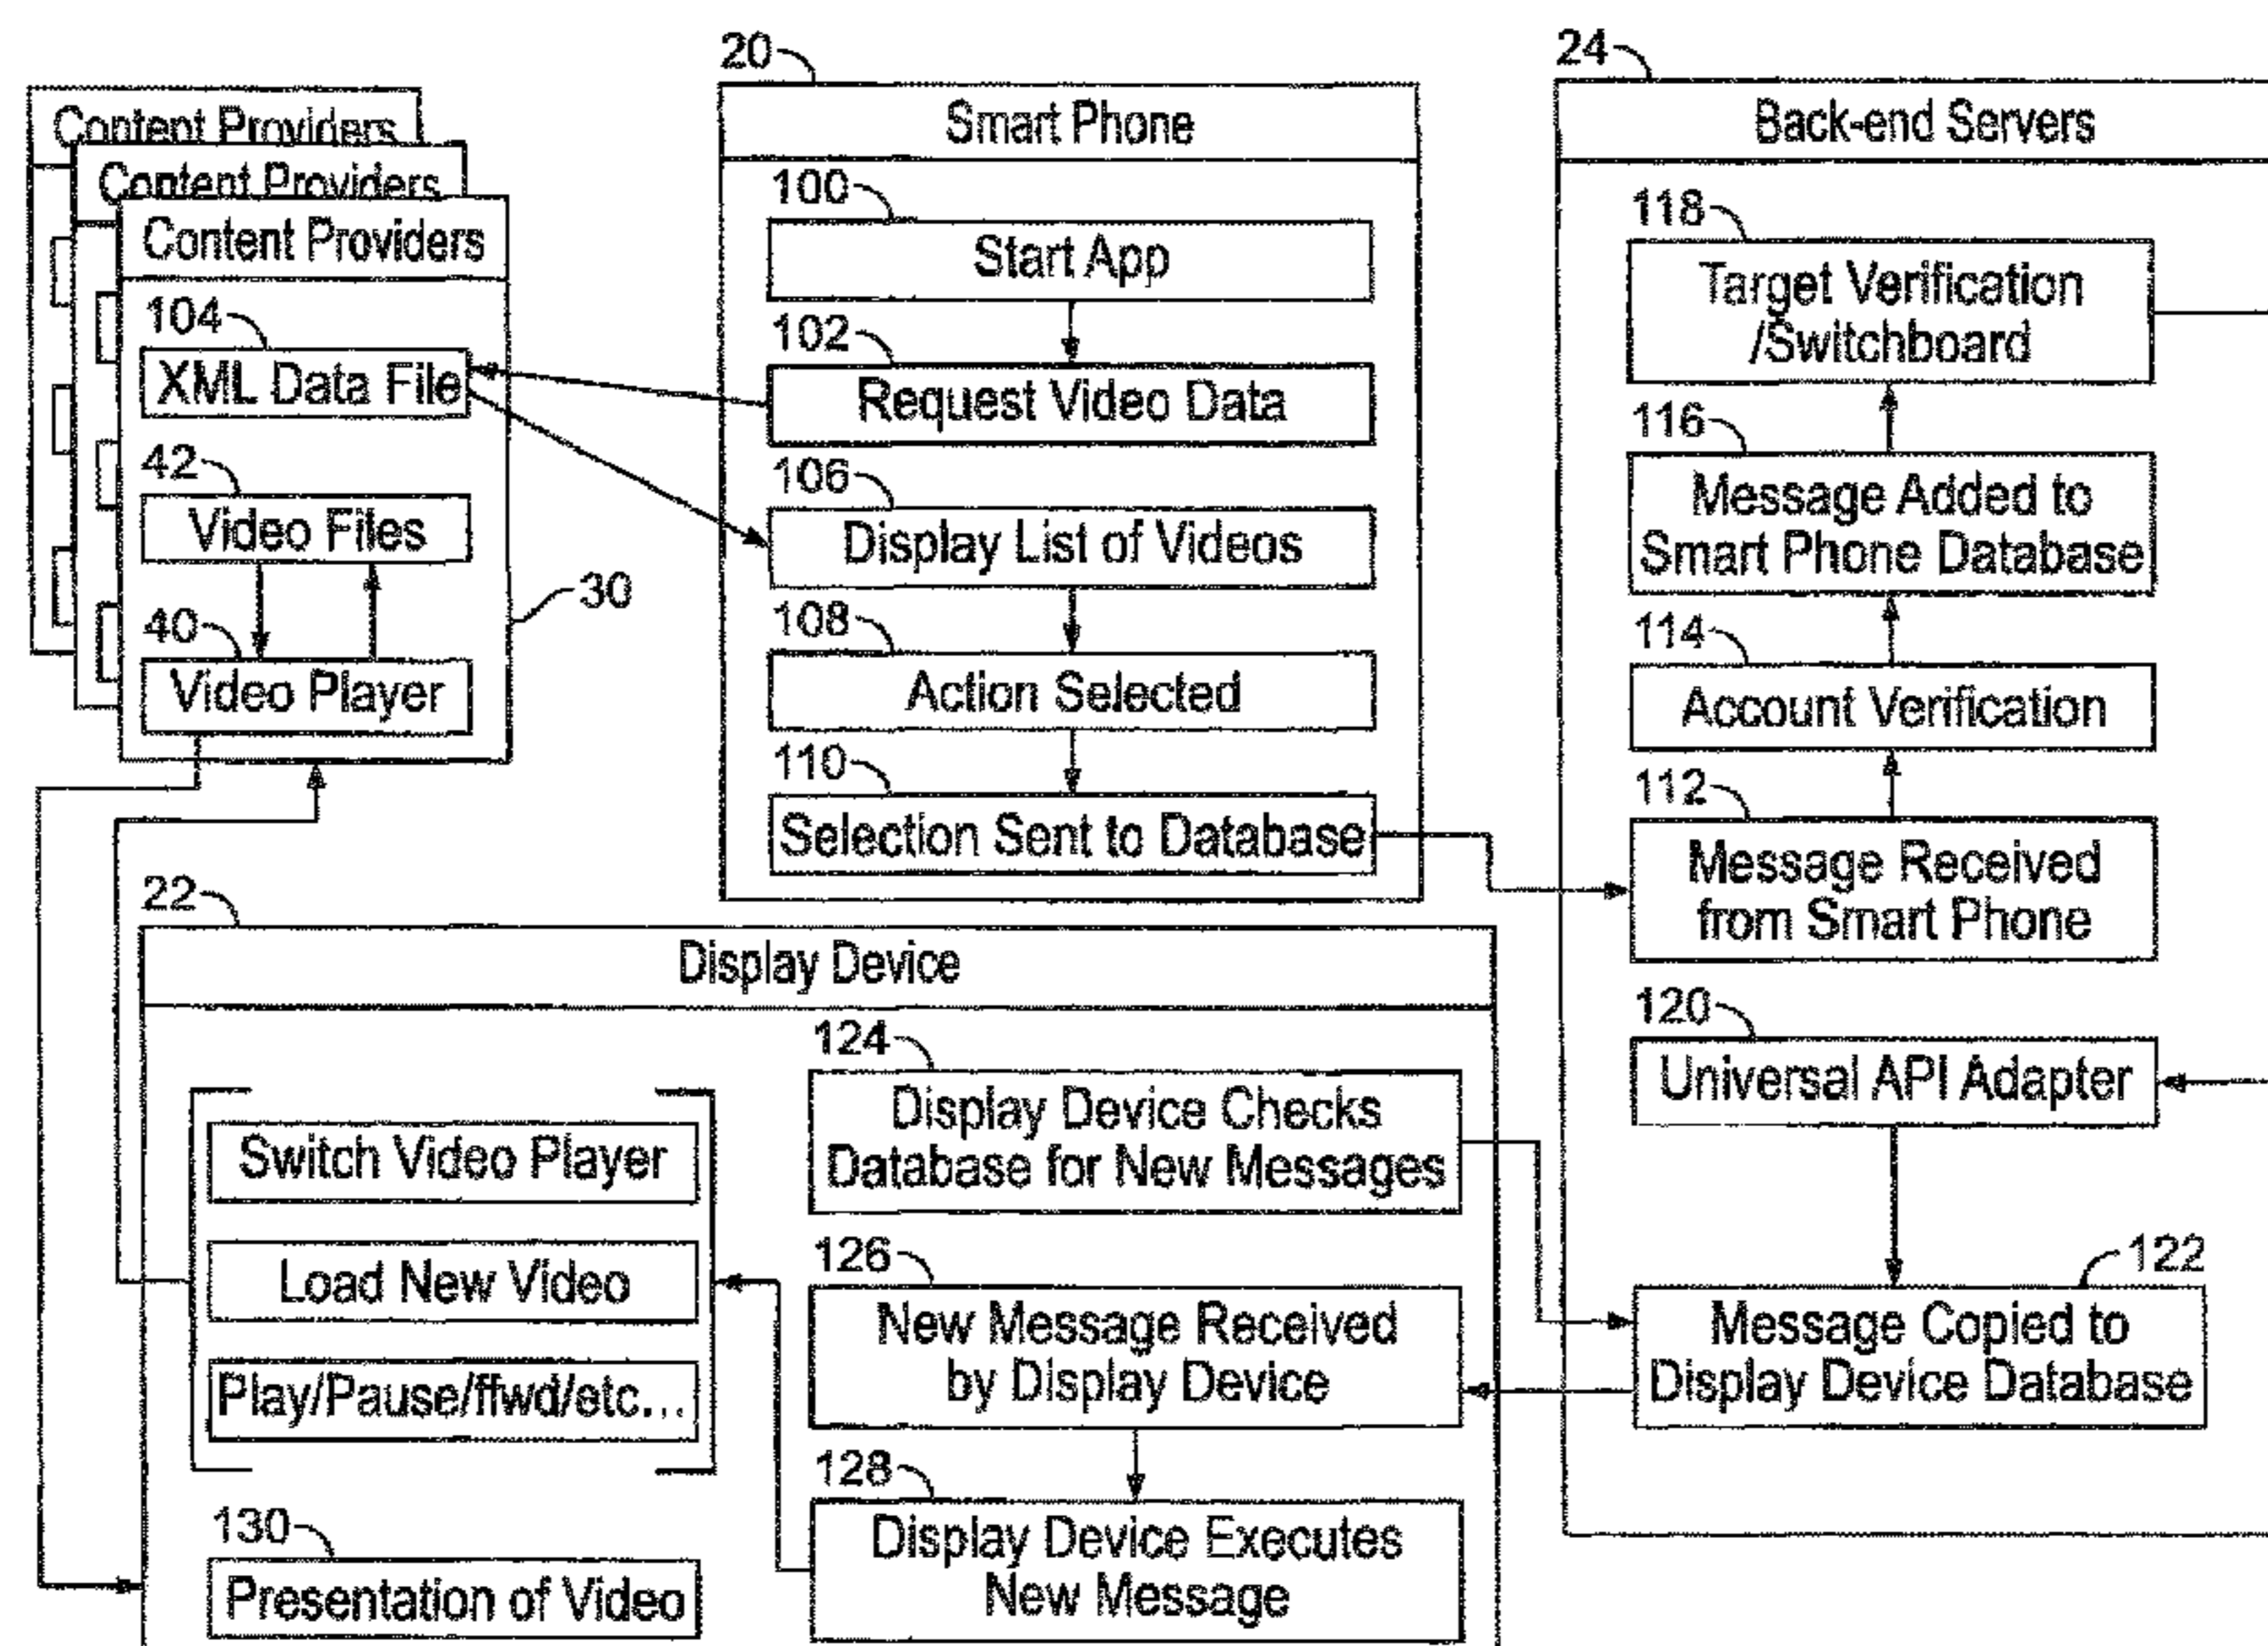 Content Providers
Content Providers
Content Providers
104
XML Data File
42
Video Files
40
Video Player
30
20
Smart Phone
100
Start App
102
Request Video Data
106
Display List of Videos
108
Action Selected
110
Selection Sent to Database
24
Back-end Servers
118
Target Verification
/Switchboard
116
Message Added to
Smart Phone Database
114
Account Verification
112
Message Received
from Smart Phone
120
Universal API Adapter
122
Message Copied to
Display Device Database
22
Display Device
124
Display Device Checks
Database for New Messages
126
New Message Received
by Display Device
128
Display Device Executes
New Message
Switch Video Player
Load New Video
Play/Pause/ffwd/etc...
130
Presentation of Video